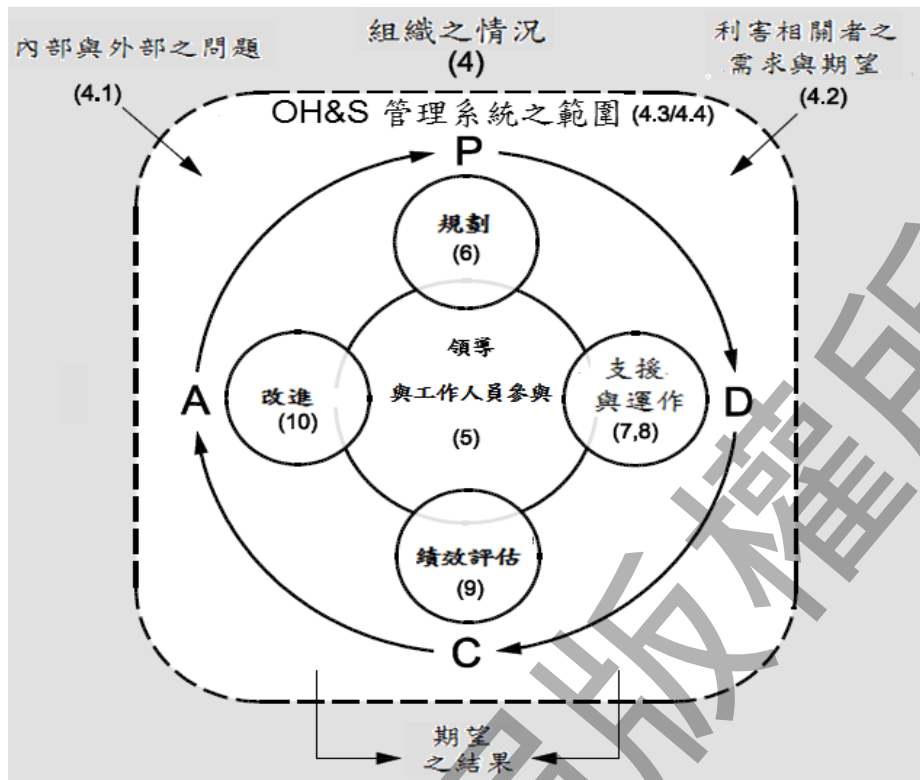 組織之情況
(4)
內部與外部之問題
(4.1)
利害相關者之
需求與期望
(4.2)
OH&S 管理系統之範圍 (4.3/4.4)
P
規劃
(6)
領導
與工作人員參與
(5)
A
改進
(10)
支援
與運作
(7,8)
D
績效評估
(9)
C
期望
之結果
版權所